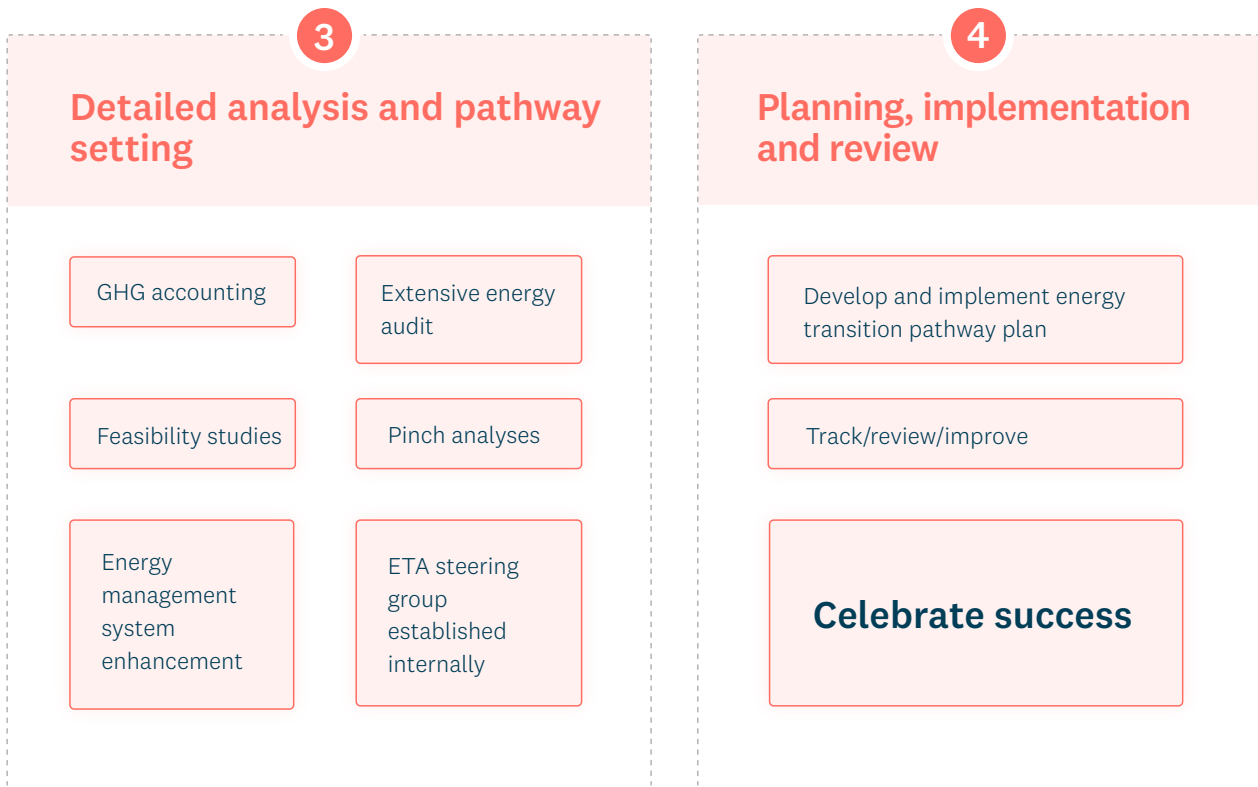 3
Detailed analysis and pathway
setting
GHG accounting
Extensive energy
audit
Feasibility studies
Pinch analyses
Energy
management
system
enhancement
ETA steering
group
established
internally
4
Planning, implementation
and review
Develop and implement energy
transition pathway plan
Track/review/improve
Celebrate success